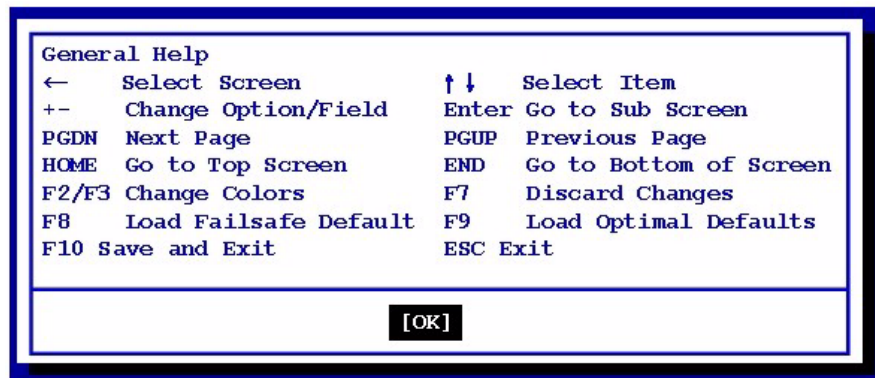 General Help
← Select Screen ↑↓ Select Item
+- Change Option/Field Enter Go to Sub Screen
PGDN Next Page PGUP Previous Page
HOME Go to Top Screen END Go to Bottom of Screen
F2/F3 Change Colors F7 Discard Changes
F8 Load Failsafe Default F9 Load Optimal Defaults
F10 Save and Exit ESC Exit
[OK]